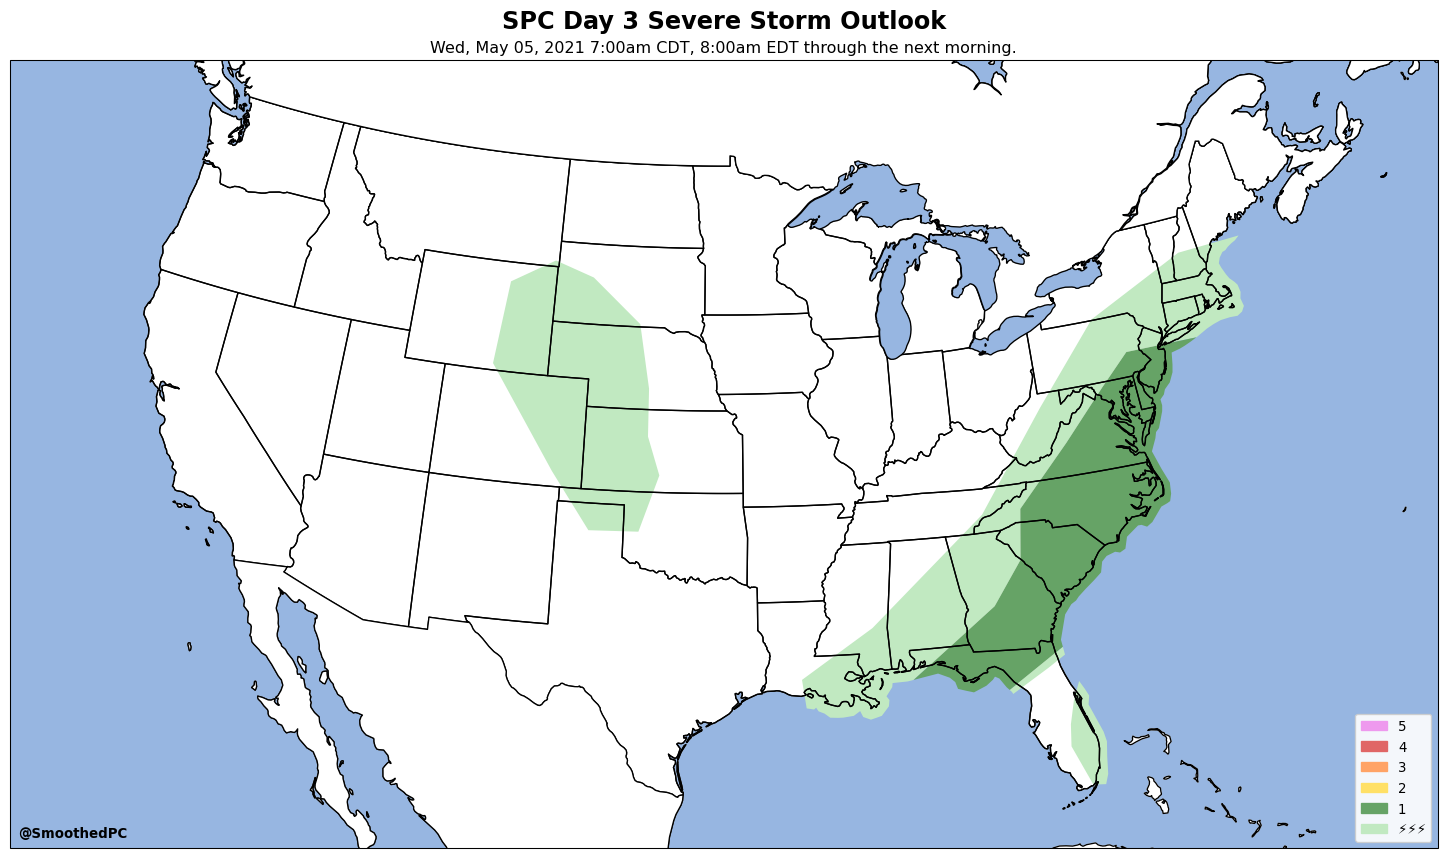 SPC Day 3 Severe Storm Outlook
Wed, May 05, 2021 7:00am CDT, 8:00am EDT through the next morning.
5
4
3
2
1
⚡⚡⚡
@SmoothedPC